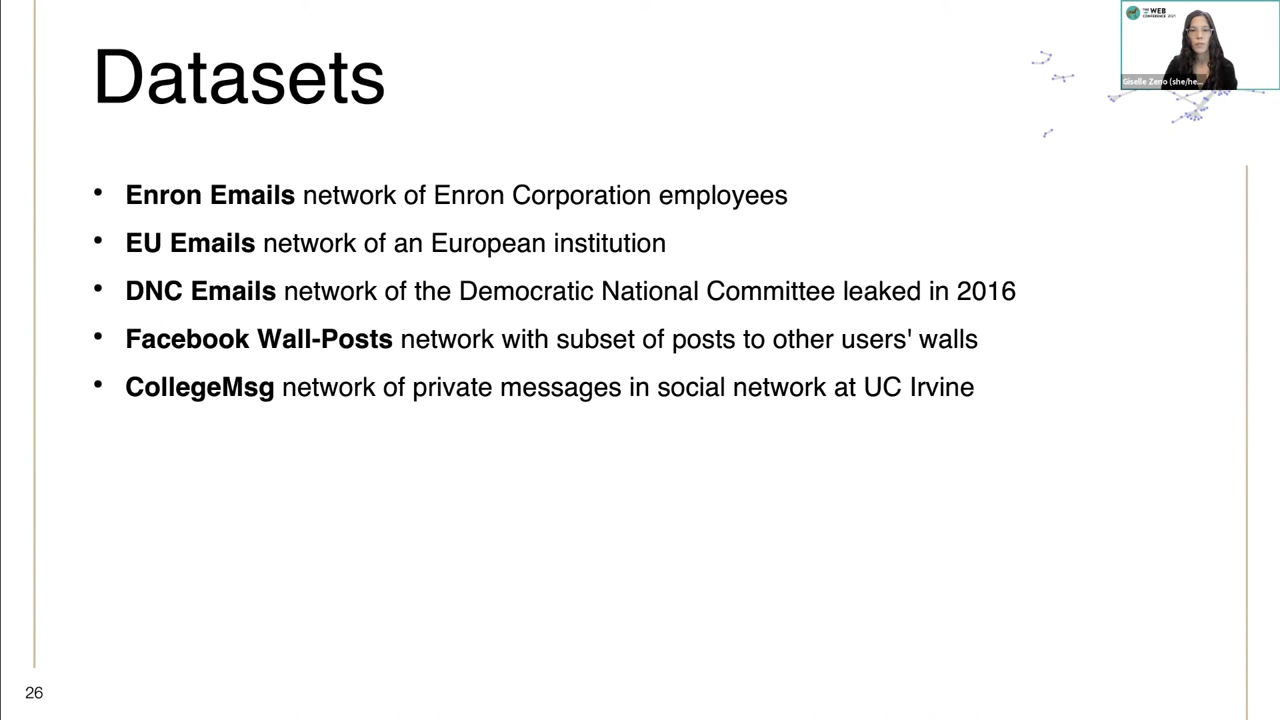 Datasets
• Enron Emails network of Enron Corporation employees
• EU Emails network of an European institution
• DNC Emails network of the Democratic National Committee leaked in 2016
• Facebook Wall-Posts network with subset of posts to other users' walls
• CollegeMsg network of private messages in social network at UC Irvine
26
THE WEB
CONFERENCE 2021
Giselle Zeno (she/he...